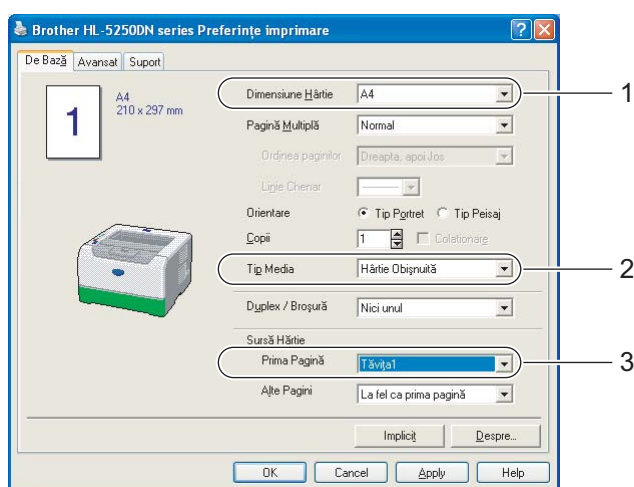 Brother HL-5250DN series Preferințe imprimare
De Bază Avansat Suport
1
A4
210 x 297 mm
Dimensiune Hârtie A4 1
Pagină Multiplă Normal
Ordinea paginilor Dreapta, apoi Jos
Linie Chenar
Orientare Tip Portret Tip Peisaj
Copii 1 Colationare
Tip Media Hârtie Obișnuită 2
Duplex / Broșură Nici unul
Sursă Hârtie
Prima Pagină Tăvița1 3
Alte Pagini La fel ca prima pagină
Implicit Despre...
OK Cancel Apply Help